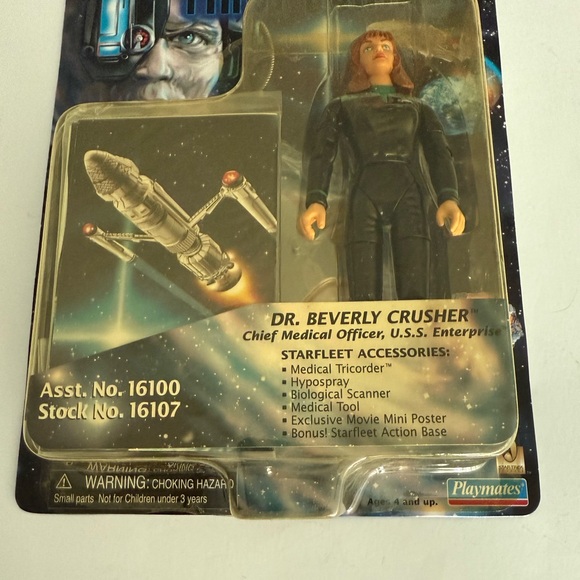 DR. BEVERLY CRUSHER™
Chief Medical Officer, U.S.S. Enterprise
STARFLEET ACCESSORIES:
▪ Medical Tricorder™
▪ Hypospray
▪ Biological Scanner
▪ Medical Tool
▪ Exclusive Movie Mini Poster
▪ Bonus! Starfleet Action Base
Asst. No. 16100
Stock No. 16107
⚠ WARNING: CHOKING HAZARD
Small parts Not for Children under 3 years
Ages 4 and up.
Playmates®